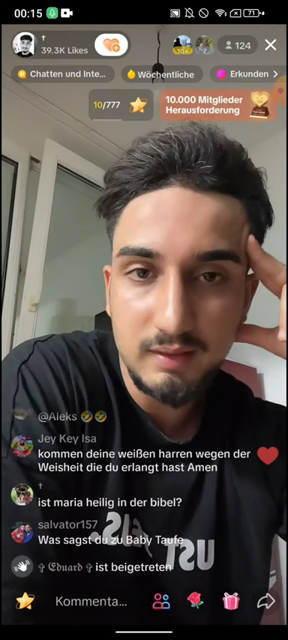 00:15
71
†
39.3K Likes
124
Chatten und Inte...
Wöchentliche
Erkunden
10/777
10.000 Mitglieder
Herausforderung
@Aleks 🤣🤣
Jey Key Isa
kommen deine weißen harren wegen der
Weisheit die du erlangt hast Amen
†
ist maria heilig in der bibel?
salvator157
Was sagst du zu Baby Taufe
✞ 𝕰𝖉𝖚𝖆𝖗𝖉 ✞ ist beigetreten
Kommenta...